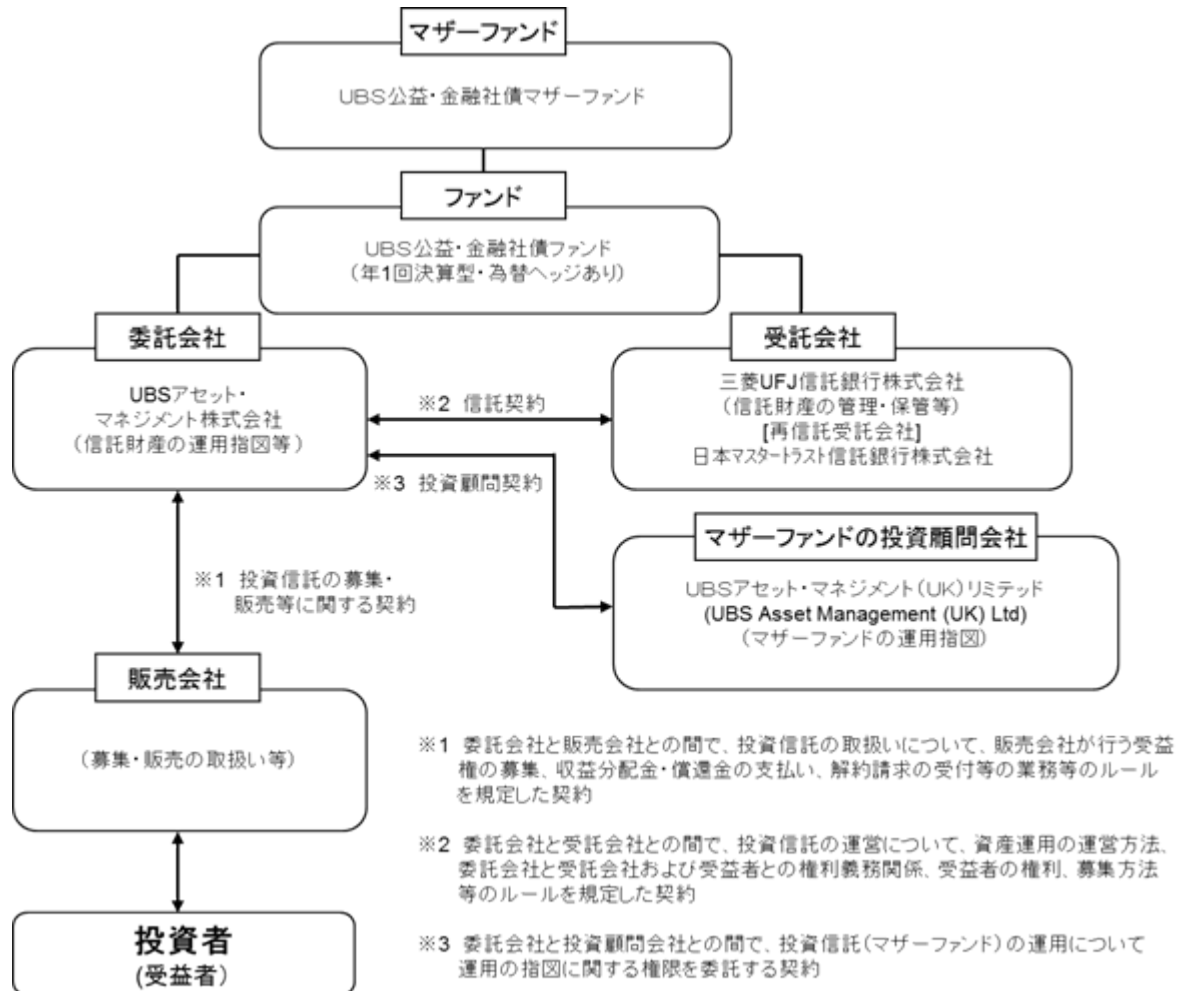 マザーファンド
UBS公益・金融社債マザーファンド
ファンド
UBS公益・金融社債ファンド
(年1回決算型・為替ヘッジあり)
委託会社
UBSアセット・
マネジメント株式会社
(信託財産の運用指図等)
受託会社
三菱UFJ信託銀行株式会社
(信託財産の管理・保管等)
[再信託受託会社]
日本マスタートラスト信託銀行株式会社
※2 信託契約
※3 投資顧問契約
マザーファンドの投資顧問会社
UBSアセット・マネジメント(UK)リミテッド
(UBS Asset Management (UK) Ltd)
(マザーファンドの運用指図)
※1 投資信託の募集・
販売等に関する契約
販売会社
(募集・販売の取扱い等)
投資者
(受益者)
※1 委託会社と販売会社との間で、投資信託の取扱いについて、販売会社が行う受益
権の募集、収益分配金・償還金の支払い、解約請求の受付等の業務等のルール
を規定した契約
※2 委託会社と受託会社との間で、投資信託の運営について、資産運用の運営方法、
委託会社と受託会社および受益者との権利義務関係、受益者の権利、募集方法
等のルールを規定した契約
※3 委託会社と投資顧問会社との間で、投資信託(マザーファンド)の運用について
運用の指図に関する権限を委託する契約